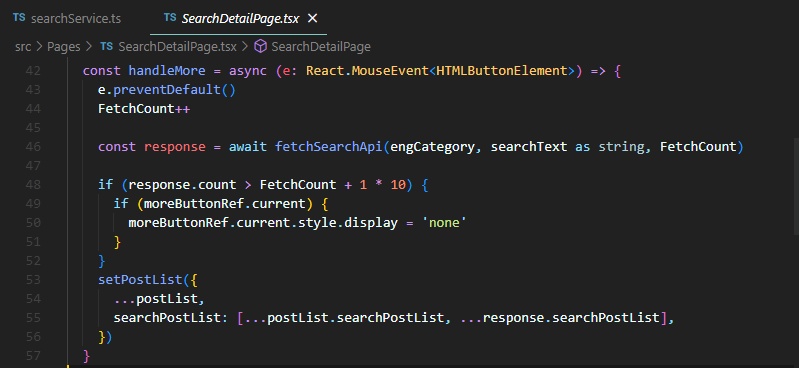 TS searchService.ts TS SearchDetailPage.tsx ×
src > Pages > TS SearchDetailPage.tsx > SearchDetailPage
42 const handleMore = async (e: React.MouseEvent<HTMLButtonElement>) => {
43 e.preventDefault()
44 FetchCount++
45
46 const response = await fetchSearchApi(engCategory, searchText as string, FetchCount)
47
48 if (response.count > FetchCount + 1 * 10) {
49 if (moreButtonRef.current) {
50 moreButtonRef.current.style.display = 'none'
51 }
52 }
53 setPostList({
54 ...postList,
55 searchPostList: [...postList.searchPostList, ...response.searchPostList],
56 })
57 }